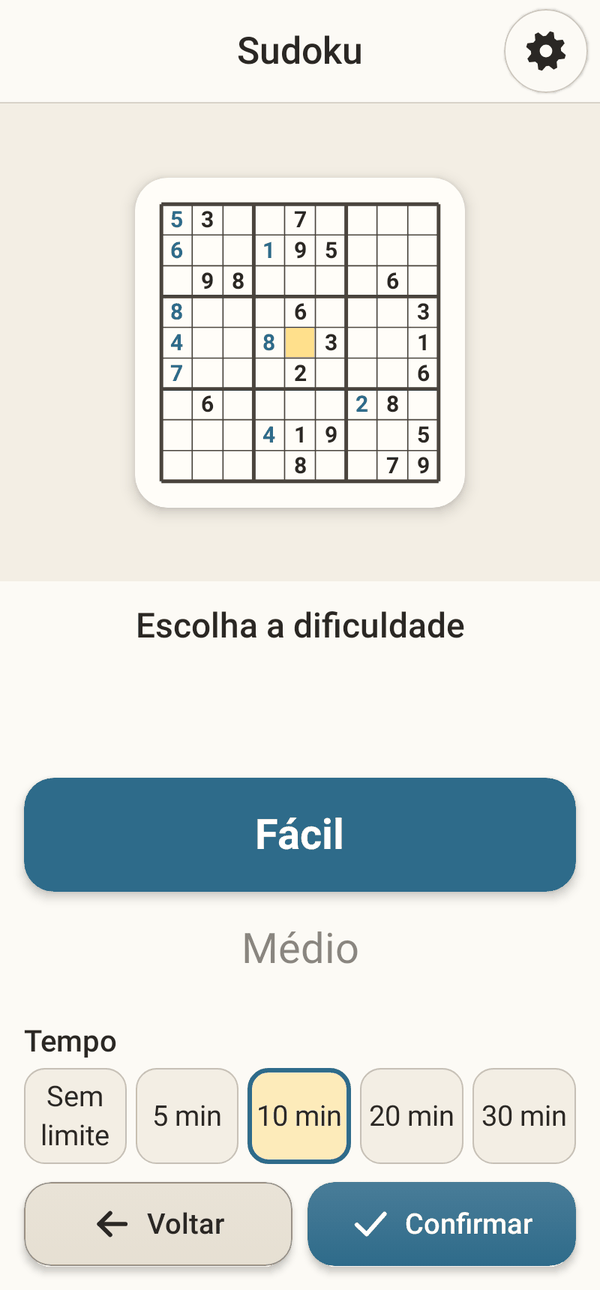 Sudoku
5 3 7
6 1 9 5
9 8 6
8 6 3
4 8 3 1
7 2 6
6 2 8
4 1 9 5
8 7 9
Escolha a dificuldade
Fácil
Médio
Tempo
Sem
limite
5 min
10 min
20 min
30 min
Voltar
Confirmar